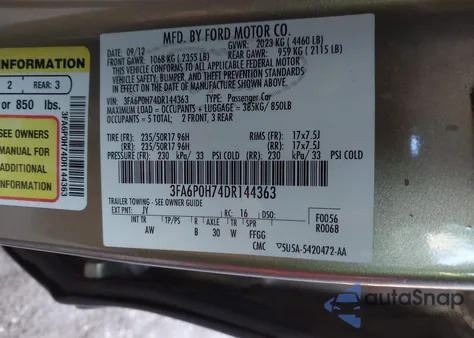 MFD. BY FORD MOTOR CO.
DATE: 09/12 GVWR: 2023 KG ( 4460 LB)
FRONT GAWR: 1068 KG ( 2355 LB) REAR GAWR: 959 KG ( 2115 LB)
THIS VEHICLE CONFORMS TO ALL APPLICABLE FEDERAL MOTOR
VEHICLE SAFETY, BUMPER, AND THEFT PREVENTION STANDARDS
IN EFFECT ON THE DATE OF MANUFACTURE SHOWN ABOVE.
VIN: 3FA6P0H74DR144363 TYPE: Passenger Car
MAXIMUM LOAD = OCCUPANTS + LUGGAGE = 385KG / 850LB
OCCUPANTS = 5 TOTAL: 2 FRONT, 3 REAR
TIRE (FR): 235/50R17 96H RIMS (FR): 17x7.5J
TIRE (RR): 235/50R17 96H (RR): 17x7.5J
PRESSURE (FR) 230 kPa/ 33 PSI COLD (RR) 230 kPa/ 33 PSI COLD
3FA6P0H74DR144363
TRAILER TOWING - SEE OWNER GUIDE
EXT PNT: JY RC: 16 DSO: F0056
R0068
INT TR TP/PS R AXLE TR SPR
AW B 30 W FFGG
CMC 5U5A-5420472-AA
INFORMATION
2 REAR: 3
or 850 lbs.
SEE OWNERS
MANUAL FOR
ADDITIONAL
INFORMATION
3FA6P0H74DR144363
autoSnap